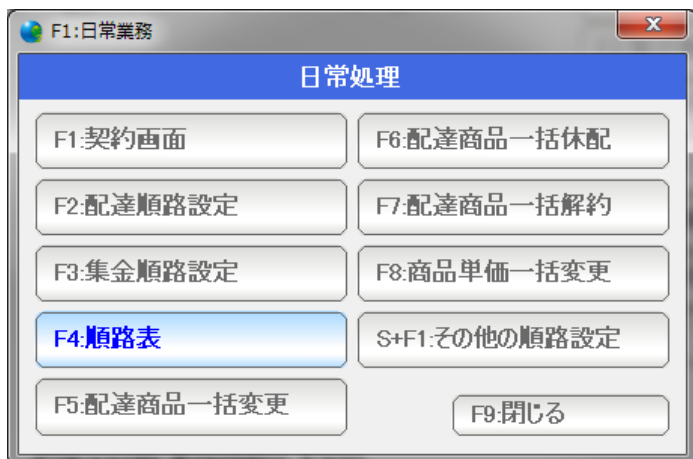 F1:日常業務
日常処理
F1:契約画面
F2:配達順路設定
F3:集金順路設定
F4:順路表
F5:配達商品一括変更
F6:配達商品一括休配
F7:配達商品一括解約
F8:商品単価一括変更
S+F1:その他の順路設定
F9:閉じる